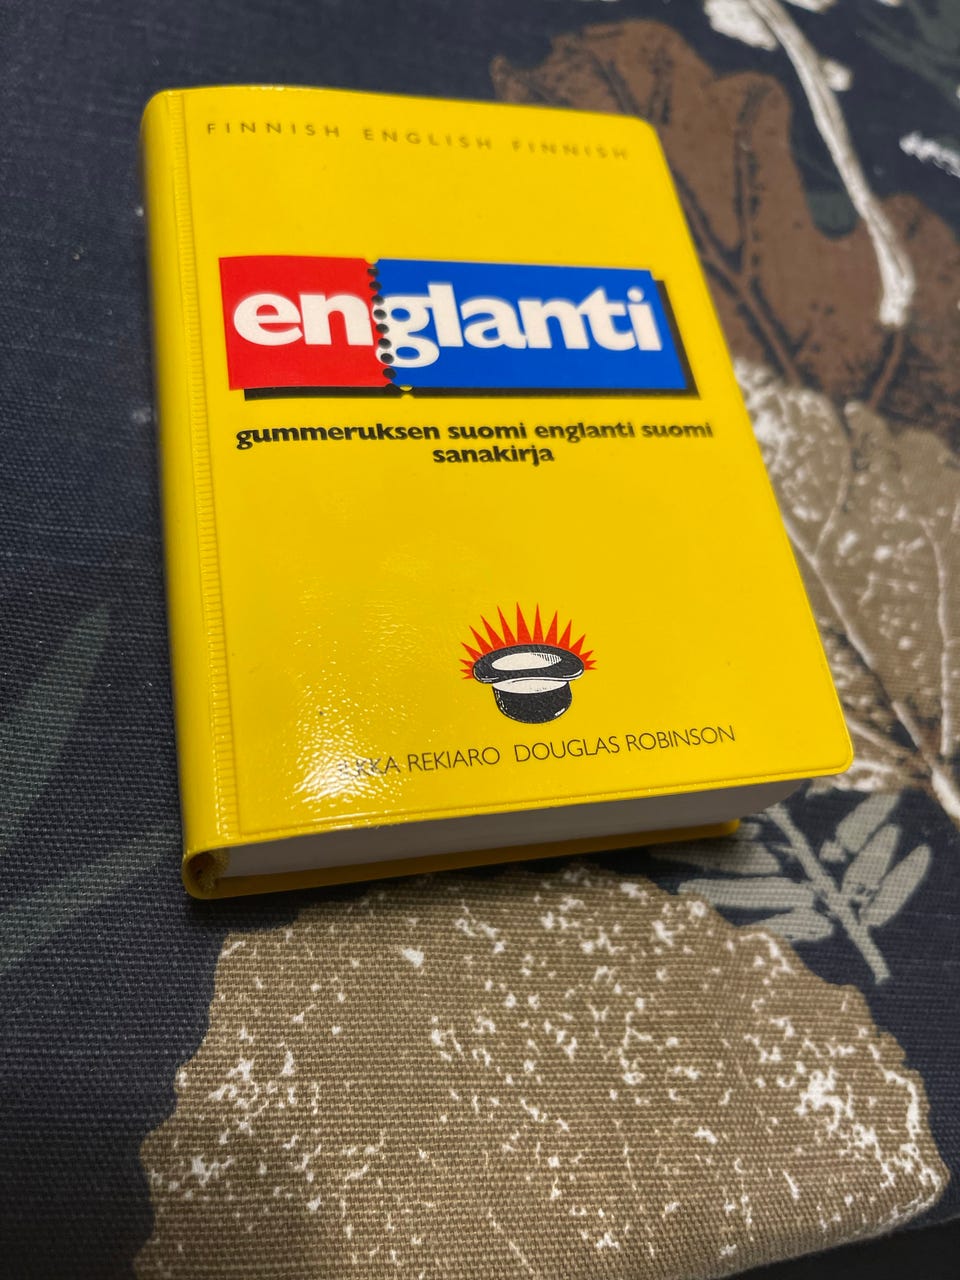 FINNISH ENGLISH FINNISH
englanti
gummeruksen suomi englanti suomi
sanakirja
REKIARO DOUGLAS ROBINSON